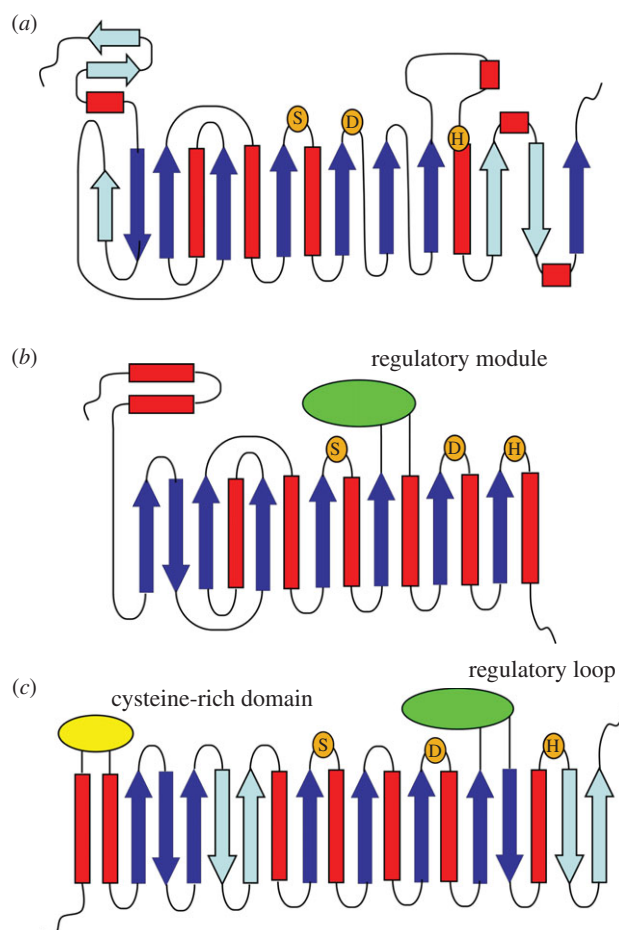 (a)
S
D
H
(b)
regulatory module
S
D
H
regulatory loop
(c)
cysteine-rich domain
S
D
H